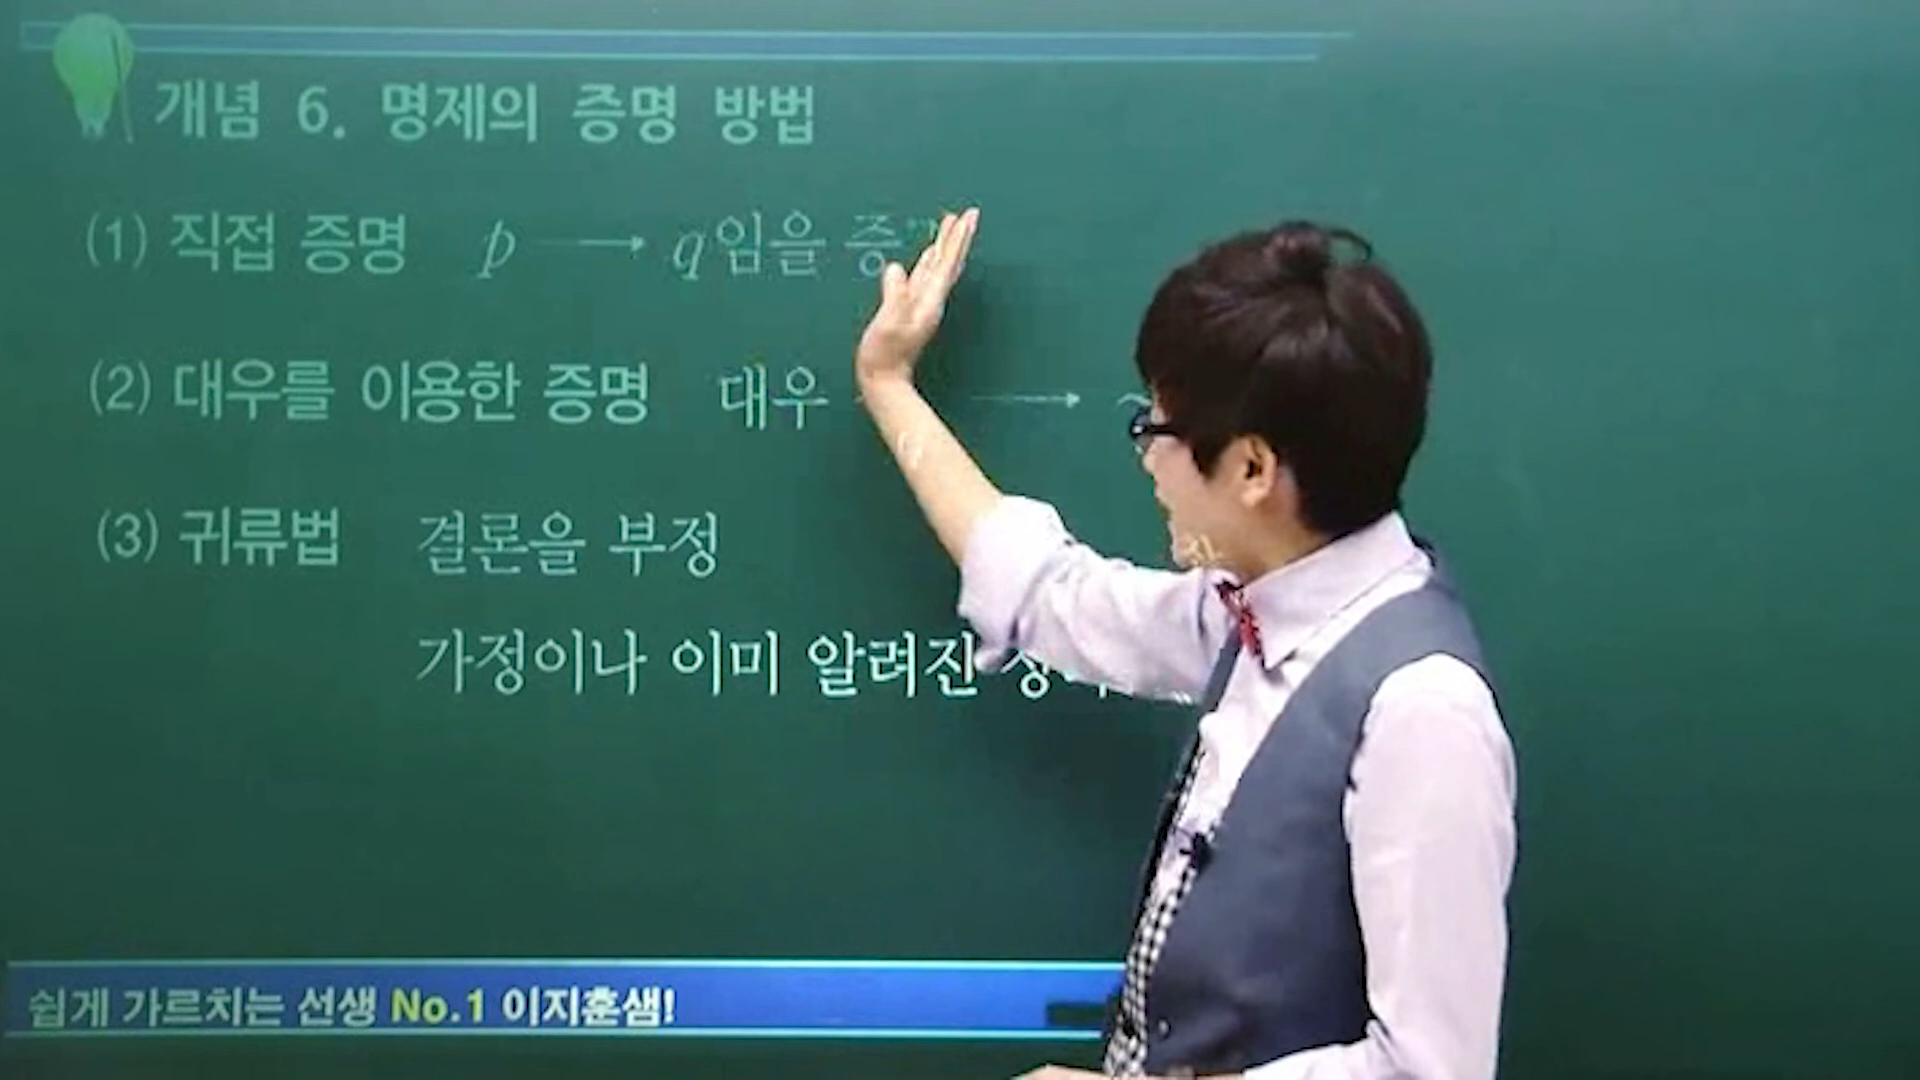 개념 6. 명제의 증명 방법
(1) 직접 증명 p → q임을
(2) 대우를 이용한 증명 대우 → ~
(3) 귀류법 결론을 부정
가정이나 이미 알려진
쉽게 가르치는 선생 No.1 이지훈샘!